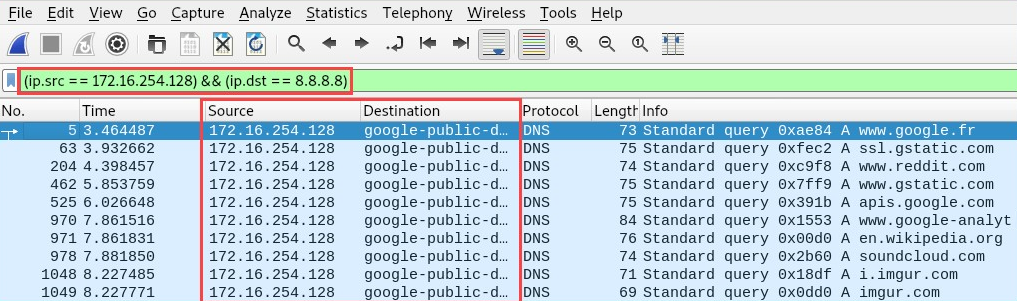 File Edit View Go Capture Analyze Statistics Telephony Wireless Tools Help
(ip.src == 172.16.254.128) && (ip.dst == 8.8.8.8)
No. Time Source Destination Protocol Length Info
5 3.464487 172.16.254.128 google-public-d… DNS 73 Standard query 0xae84 A www.google.fr
63 3.932662 172.16.254.128 google-public-d… DNS 75 Standard query 0xfec2 A ssl.gstatic.com
204 4.398457 172.16.254.128 google-public-d… DNS 74 Standard query 0xc9f8 A www.reddit.com
462 5.853759 172.16.254.128 google-public-d… DNS 75 Standard query 0x7ff9 A www.gstatic.com
525 6.026648 172.16.254.128 google-public-d… DNS 75 Standard query 0x391b A apis.google.com
970 7.861516 172.16.254.128 google-public-d… DNS 84 Standard query 0x1553 A www.google-analyt
971 7.861831 172.16.254.128 google-public-d… DNS 76 Standard query 0x00d0 A en.wikipedia.org
978 7.881850 172.16.254.128 google-public-d… DNS 74 Standard query 0x2b60 A soundcloud.com
1048 8.227485 172.16.254.128 google-public-d… DNS 71 Standard query 0x18df A i.imgur.com
1049 8.227771 172.16.254.128 google-public-d… DNS 69 Standard query 0x0dd0 A imgur.com